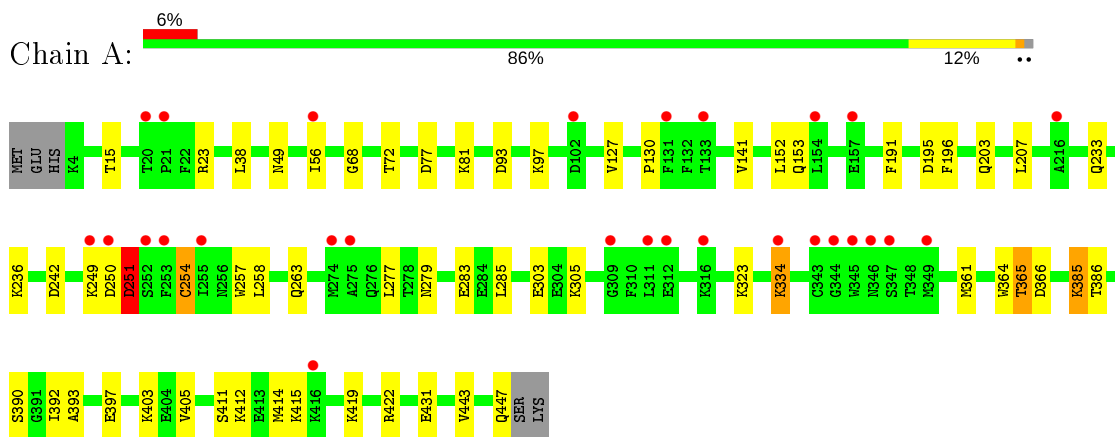 6%
Chain A:
86% 12% ••
MET GLU HIS K4 T15 T20 P21 F22 R23 L38 N49 I56 G68 T72 D77 K81 D93 K97 D102 V127 P130 F131 F132 T133 V141 L152 Q153 L154 E157 F191 D195 F196 Q203 L207 A216 Q233
K236 D242 K249 D250 D251 S252 F253 C254 I255 N256 W257 L258 Q263 M274 A275 Q276 L277 T278 N279 E283 E284 L285 E303 E304 K305 G309 F310 L311 E312 K316 K323 K334 C343 G344 W345 N346 S347 T348 M349 M361 W364 T365 D366 K385 T386
S390 G391 I392 A393 E397 K403 E404 V405 S411 K412 E413 M414 K415 K416 K419 R422 E431 V443 Q447 SER LYS